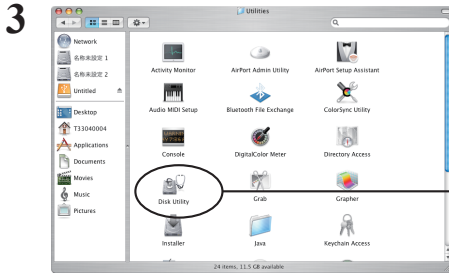 3
Utilities
Network
名称未設定 1
名称未設定 2
Untitled
Desktop
T33040004
Applications
Documents
Movies
Music
Pictures
Activity Monitor
AirPort Admin Utility
AirPort Setup Assistant
Audio MIDI Setup
Bluetooth File Exchange
ColorSync Utility
Console
DigitalColor Meter
Directory Access
Disk Utility
Grab
Grapher
Installer
Java
Keychain Access
24 items, 11.5 GB available